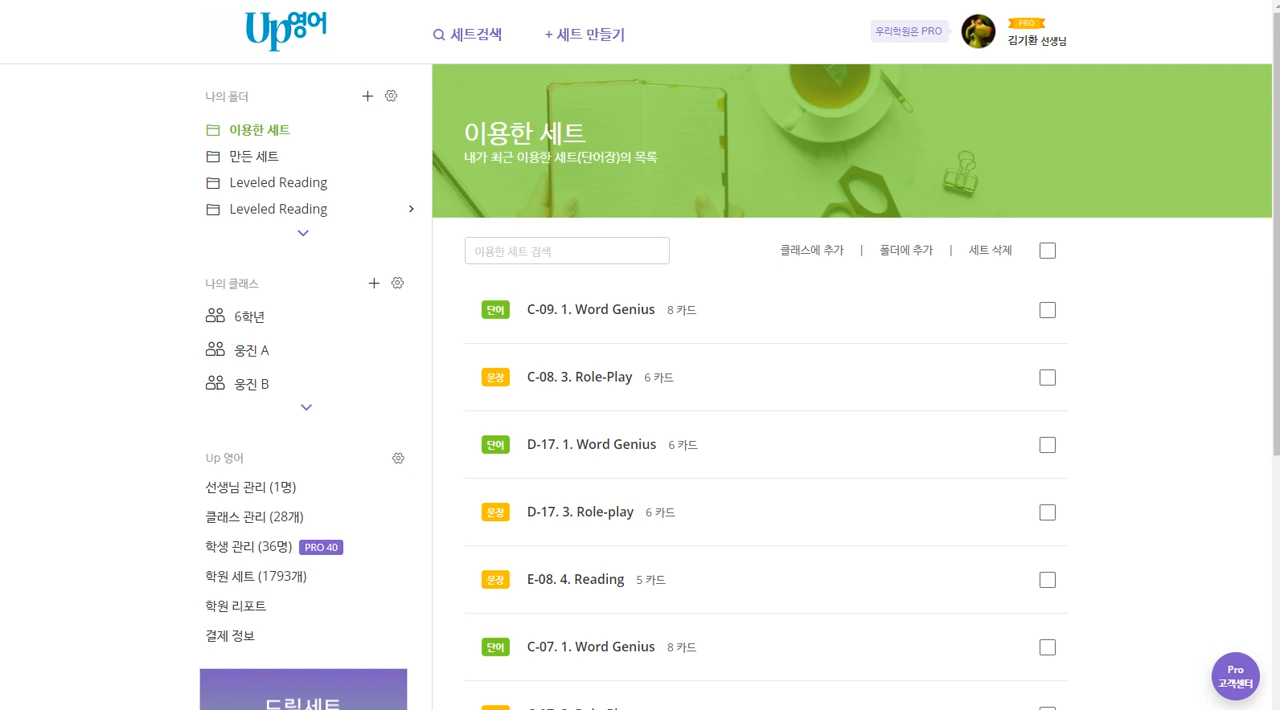 Up영어
세트검색
+ 세트 만들기
우리학원은 PRO
PRO
김기환 선생님
나의 폴더
이용한 세트
만든 세트
Leveled Reading
Leveled Reading
나의 클래스
6학년
웅진 A
웅진 B
Up 영어
선생님 관리 (1명)
클래스 관리 (28개)
학생 관리 (36명) PRO 40
학원 세트 (1793개)
학원 리포트
결제 정보
드릴세트
이용한 세트
내가 최근 이용한 세트(단어장)의 목록
이용한 세트 검색
클래스에 추가 | 폴더에 추가 | 세트 삭제
단어 C-09. 1. Word Genius 8 카드
문장 C-08. 3. Role-Play 6 카드
단어 D-17. 1. Word Genius 6 카드
문장 D-17. 3. Role-play 6 카드
문장 E-08. 4. Reading 5 카드
단어 C-07. 1. Word Genius 8 카드
Pro
고객센터